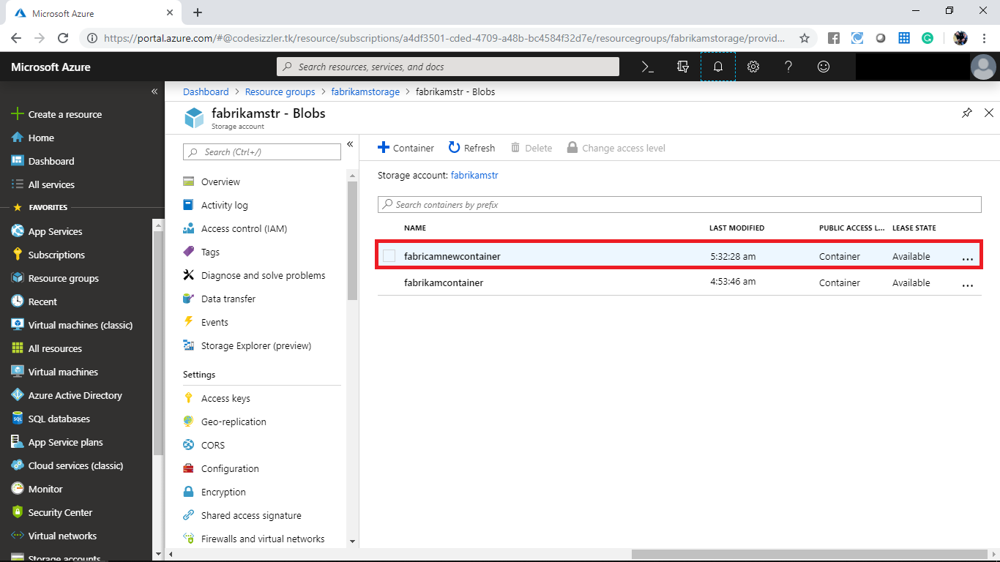 Microsoft Azure
https://portal.azure.com/#@codesizzler.tk/resource/subscriptions/a4df3501-cded-4709-a48b-bc4584f32d7e/resourcegroups/fabrikamstorage/provid...
Microsoft Azure
Search resources, services, and docs
Create a resource
Home
Dashboard
All services
FAVORITES
App Services
Subscriptions
Resource groups
Recent
Virtual machines (classic)
All resources
Virtual machines
Azure Active Directory
SQL databases
App Service plans
Cloud services (classic)
Monitor
Security Center
Virtual networks
Storage accounts
Dashboard > Resource groups > fabrikamstorage > fabrikamstr - Blobs
fabrikamstr - Blobs
Storage account
Search (Ctrl+/)
Overview
Activity log
Access control (IAM)
Tags
Diagnose and solve problems
Data transfer
Events
Storage Explorer (preview)
Settings
Access keys
Geo-replication
CORS
Configuration
Encryption
Shared access signature
Firewalls and virtual networks
Container Refresh Delete Change access level
Storage account: fabrikamstr
Search containers by prefix
NAME LAST MODIFIED PUBLIC ACCESS L... LEASE STATE
fabricamnewcontainer 5:32:28 am Container Available ...
fabrikamcontainer 4:53:46 am Container Available ...